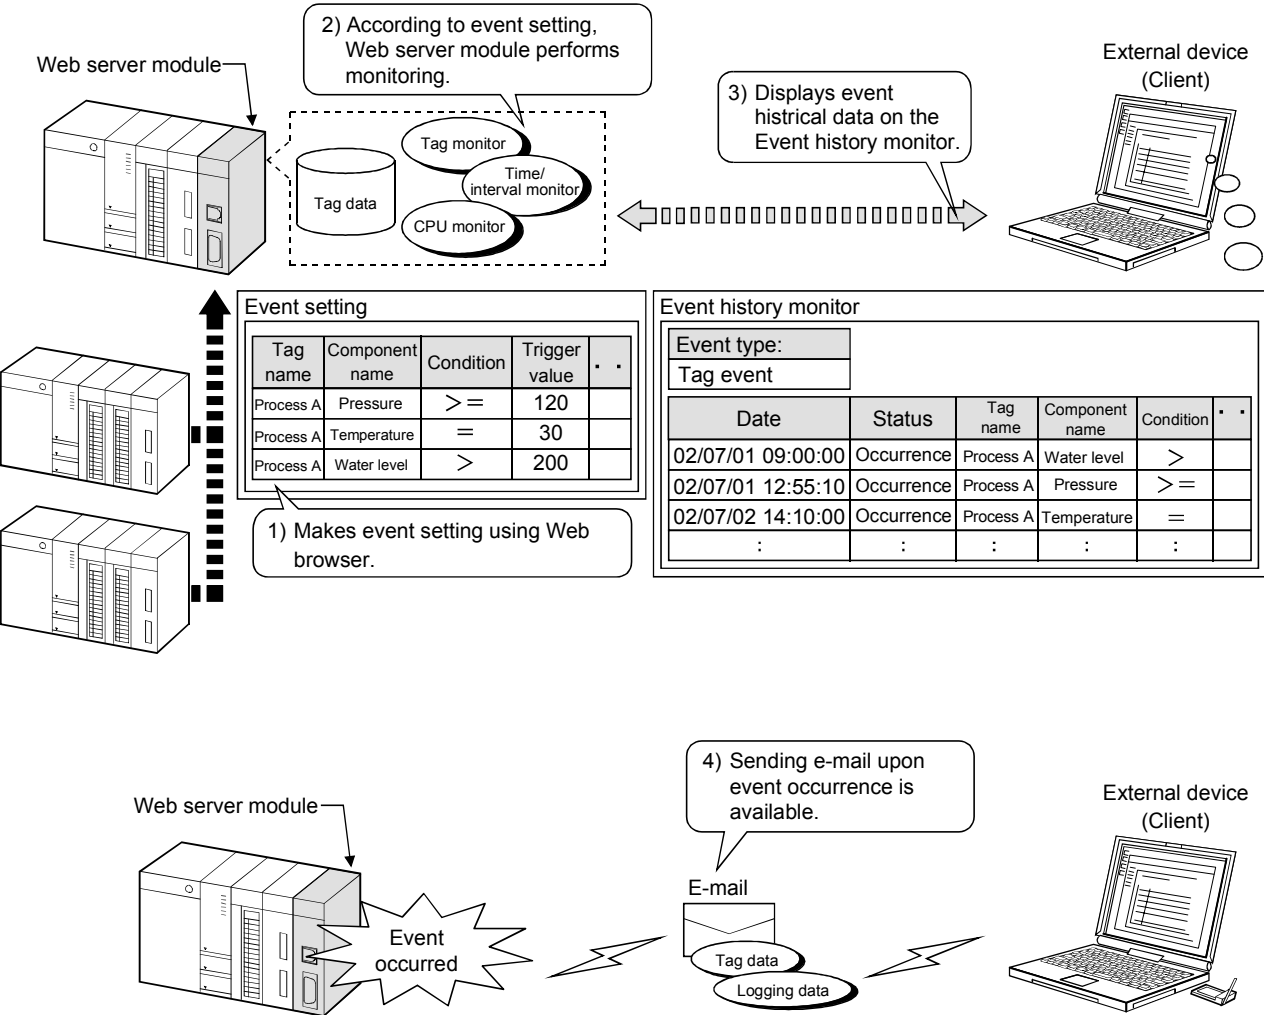 2) According to event setting,
Web server module performs
monitoring.
Web server module
External device
(Client)
3) Displays event
histrical data on the
Event history monitor.
Tag monitor
Time/
interval monitor
CPU monitor
Tag data
Event setting
Tag name Component name Condition Trigger value . .
Process A Pressure >= 120
Process A Temperature = 30
Process A Water level > 200
1) Makes event setting using Web
browser.
Event history monitor
Event type:
Tag event
Date Status Tag name Component name Condition . .
02/07/01 09:00:00 Occurrence Process A Water level >
02/07/01 12:55:10 Occurrence Process A Pressure >=
02/07/02 14:10:00 Occurrence Process A Temperature =
: : : : :
4) Sending e-mail upon
event occurrence is
available.
Web server module
External device
(Client)
E-mail
Event
occurred
Tag data
Logging data